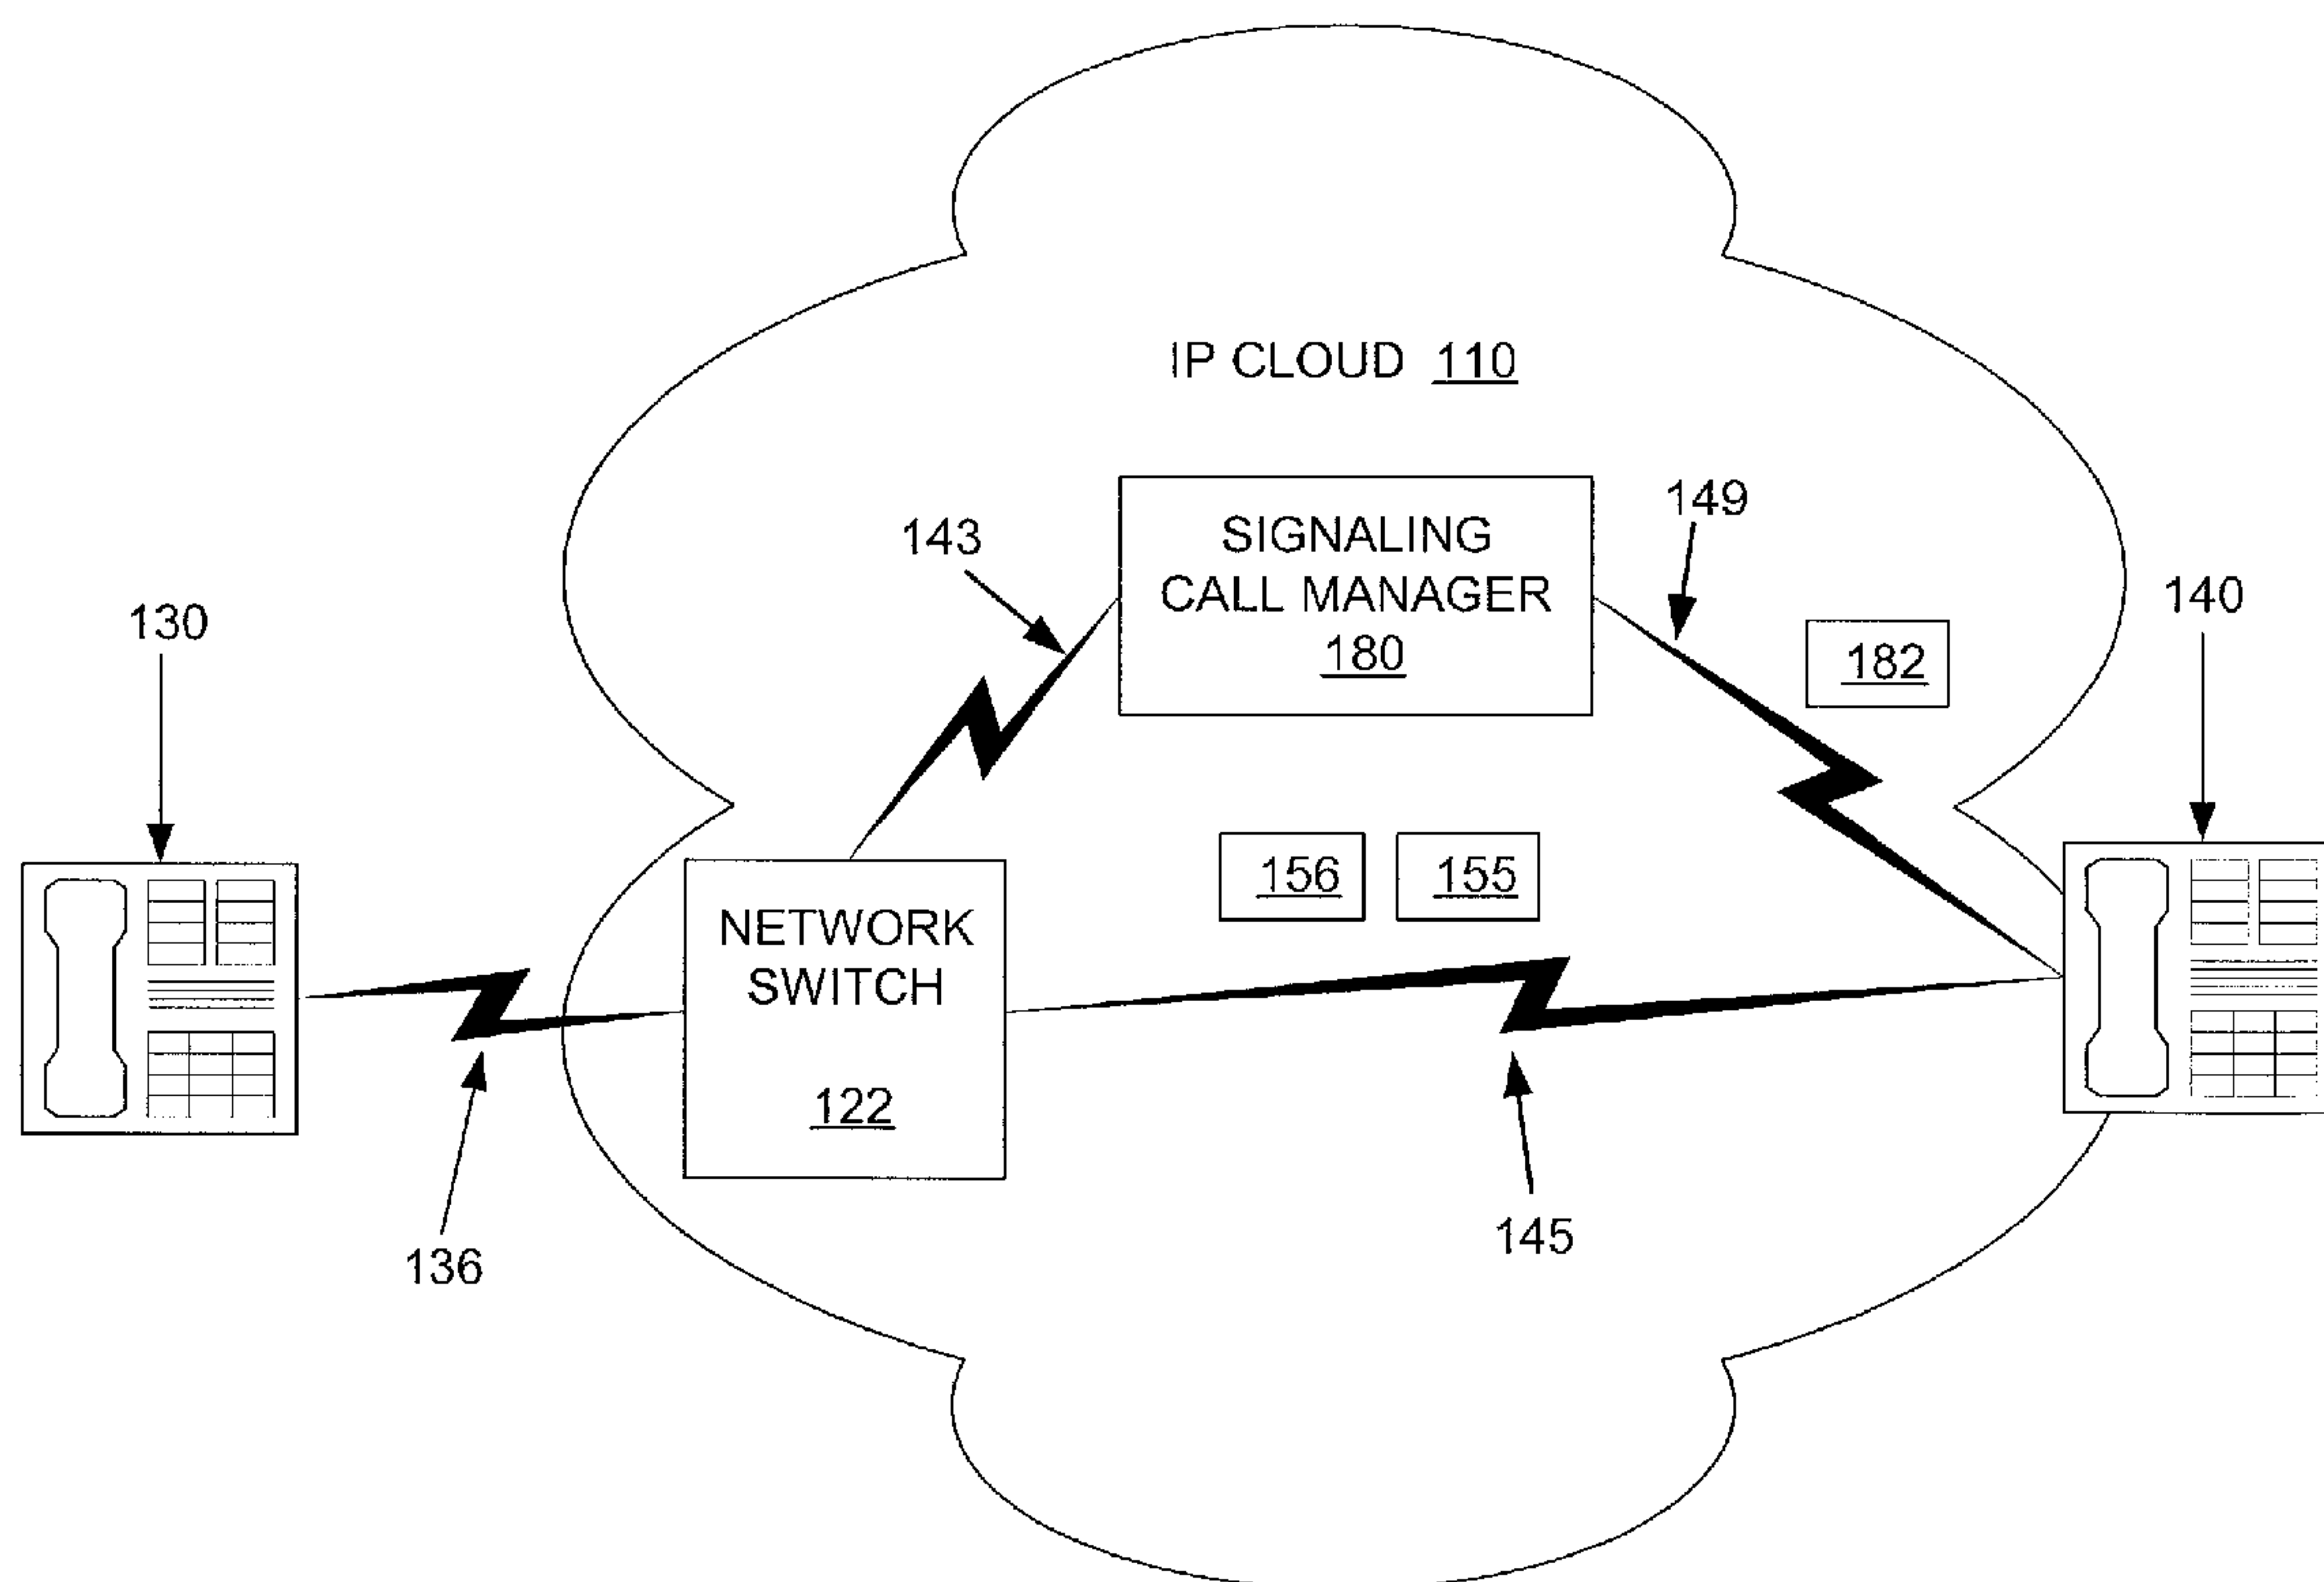 IP CLOUD 110
149
SIGNALING
CALL MANAGER
180
143
140
130
182
156
155
NETWORK
SWITCH
122
145
136